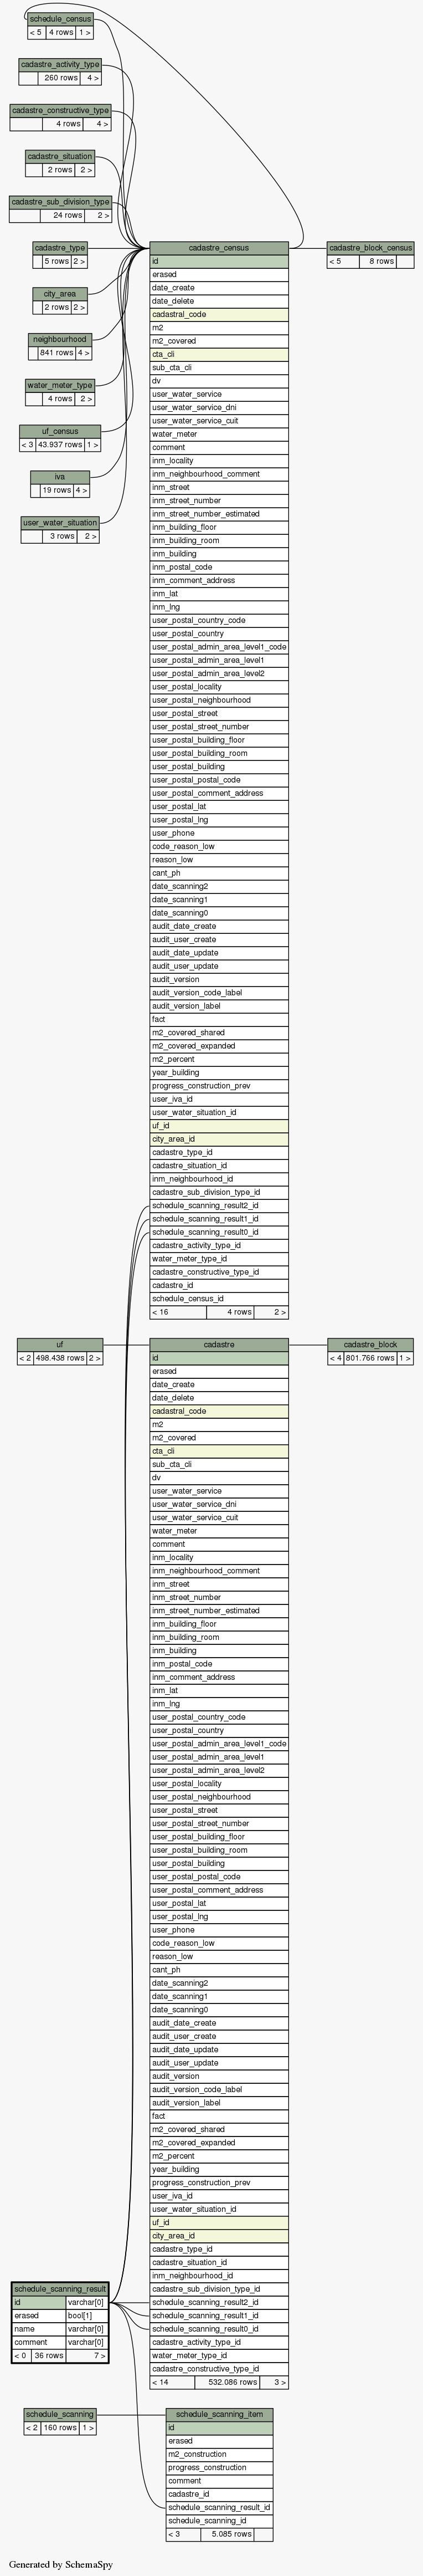 schedule_census
< 5 4 rows 1 >
cadastre_activity_type
260 rows 4 >
cadastre_constructive_type
4 rows 4 >
cadastre_situation
2 rows 2 >
cadastre_sub_division_type
24 rows 2 >
cadastre_type
5 rows 2 >
city_area
2 rows 2 >
neighbourhood
841 rows 4 >
water_meter_type
4 rows 2 >
uf_census
< 3 43.937 rows 1 >
iva
19 rows 4 >
user_water_situation
3 rows 2 >
cadastre_census
id
erased
date_create
date_delete
cadastral_code
m2
m2_covered
cta_cli
sub_cta_cli
dv
user_water_service
user_water_service_dni
user_water_service_cuit
water_meter
comment
inm_locality
inm_neighbourhood_comment
inm_street
inm_street_number
inm_street_number_estimated
inm_building_floor
inm_building_room
inm_building
inm_postal_code
inm_comment_address
inm_lat
inm_lng
user_postal_country_code
user_postal_country
user_postal_admin_area_level1_code
user_postal_admin_area_level1
user_postal_admin_area_level2
user_postal_locality
user_postal_neighbourhood
user_postal_street
user_postal_street_number
user_postal_building_floor
user_postal_building_room
user_postal_building
user_postal_postal_code
user_postal_comment_address
user_postal_lat
user_postal_lng
user_phone
code_reason_low
reason_low
cant_ph
date_scanning2
date_scanning1
date_scanning0
audit_date_create
audit_user_create
audit_date_update
audit_user_update
audit_version
audit_version_code_label
audit_version_label
fact
m2_covered_shared
m2_covered_expanded
m2_percent
year_building
progress_construction_prev
user_iva_id
user_water_situation_id
uf_id
city_area_id
cadastre_type_id
cadastre_situation_id
inm_neighbourhood_id
cadastre_sub_division_type_id
schedule_scanning_result2_id
schedule_scanning_result1_id
schedule_scanning_result0_id
cadastre_activity_type_id
water_meter_type_id
cadastre_constructive_type_id
cadastre_id
schedule_census_id
< 16 4 rows 2 >
cadastre_block_census
< 5 8 rows
uf
< 2 498.438 rows 2 >
cadastre
id
erased
date_create
date_delete
cadastral_code
m2
m2_covered
cta_cli
sub_cta_cli
dv
user_water_service
user_water_service_dni
user_water_service_cuit
water_meter
comment
inm_locality
inm_neighbourhood_comment
inm_street
inm_street_number
inm_street_number_estimated
inm_building_floor
inm_building_room
inm_building
inm_postal_code
inm_comment_address
inm_lat
inm_lng
user_postal_country_code
user_postal_country
user_postal_admin_area_level1_code
user_postal_admin_area_level1
user_postal_admin_area_level2
user_postal_locality
user_postal_neighbourhood
user_postal_street
user_postal_street_number
user_postal_building_floor
user_postal_building_room
user_postal_building
user_postal_postal_code
user_postal_comment_address
user_postal_lat
user_postal_lng
user_phone
code_reason_low
reason_low
cant_ph
date_scanning2
date_scanning1
date_scanning0
audit_date_create
audit_user_create
audit_date_update
audit_user_update
audit_version
audit_version_code_label
audit_version_label
fact
m2_covered_shared
m2_covered_expanded
m2_percent
year_building
progress_construction_prev
user_iva_id
user_water_situation_id
uf_id
city_area_id
cadastre_type_id
cadastre_situation_id
inm_neighbourhood_id
cadastre_sub_division_type_id
schedule_scanning_result2_id
schedule_scanning_result1_id
schedule_scanning_result0_id
cadastre_activity_type_id
water_meter_type_id
cadastre_constructive_type_id
< 14 532.086 rows 3 >
cadastre_block
< 4 801.766 rows 1 >
schedule_scanning_result
id varchar[0]
erased bool[1]
name varchar[0]
comment varchar[0]
< 0 36 rows 7 >
schedule_scanning
< 2 160 rows 1 >
schedule_scanning_item
id
erased
m2_construction
progress_construction
comment
cadastre_id
schedule_scanning_result_id
schedule_scanning_id
< 3 5.085 rows
Generated by SchemaSpy